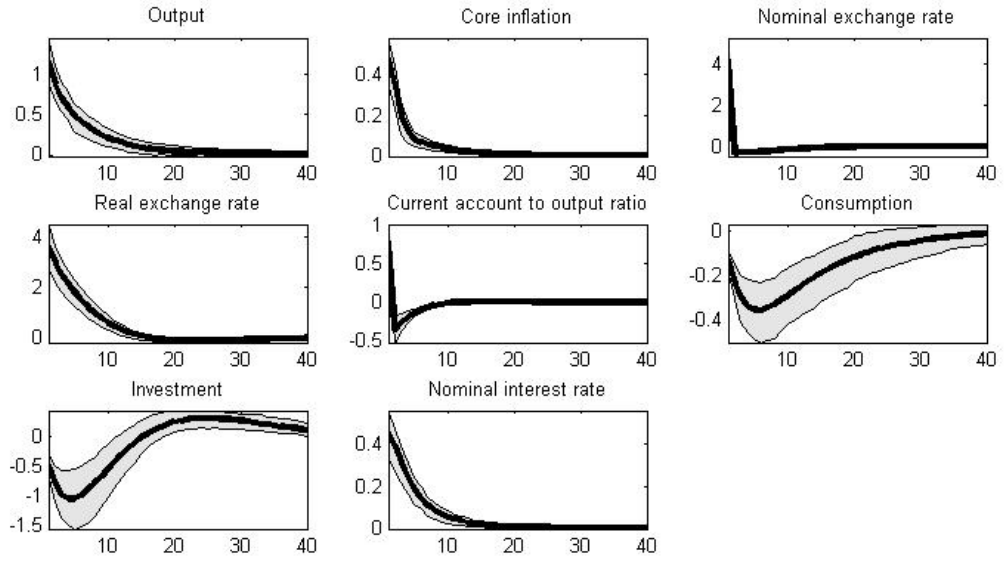 Output
Core inflation
Nominal exchange rate
1
0.5
0
10 20 30 40
0.4
0.2
0
10 20 30 40
4
2
0
10 20 30 40
Real exchange rate
Current account to output ratio
Consumption
4
2
0
10 20 30 40
1
0.5
0
-0.5
10 20 30 40
0
-0.2
-0.4
10 20 30 40
Investment
Nominal interest rate
0
-0.5
-1
-1.5
10 20 30 40
0.4
0.2
0
10 20 30 40